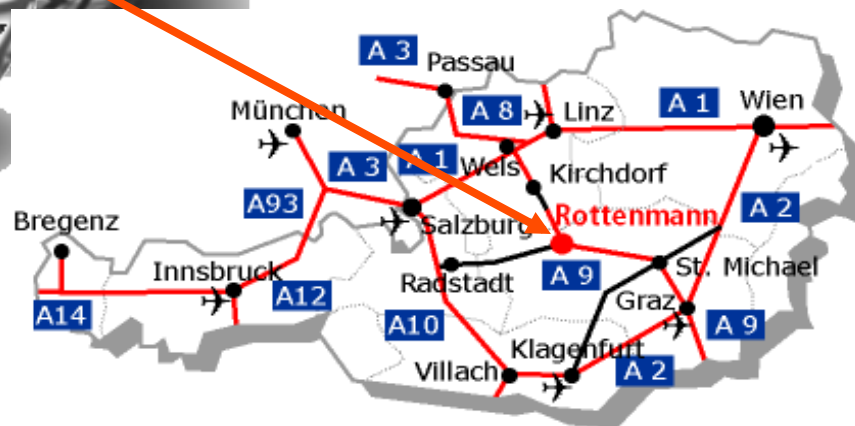 A 3
Passau
München
A 8
Linz
A 1
Wien
A 3
A 1
Wels
Kirchdorf
A93
Bregenz
Salzburg
Rottenmann
A 2
Innsbruck
Radstadt
A 9
St. Michael
A14
A12
Graz
A10
A 9
Klagenfurt
Villach
A 2